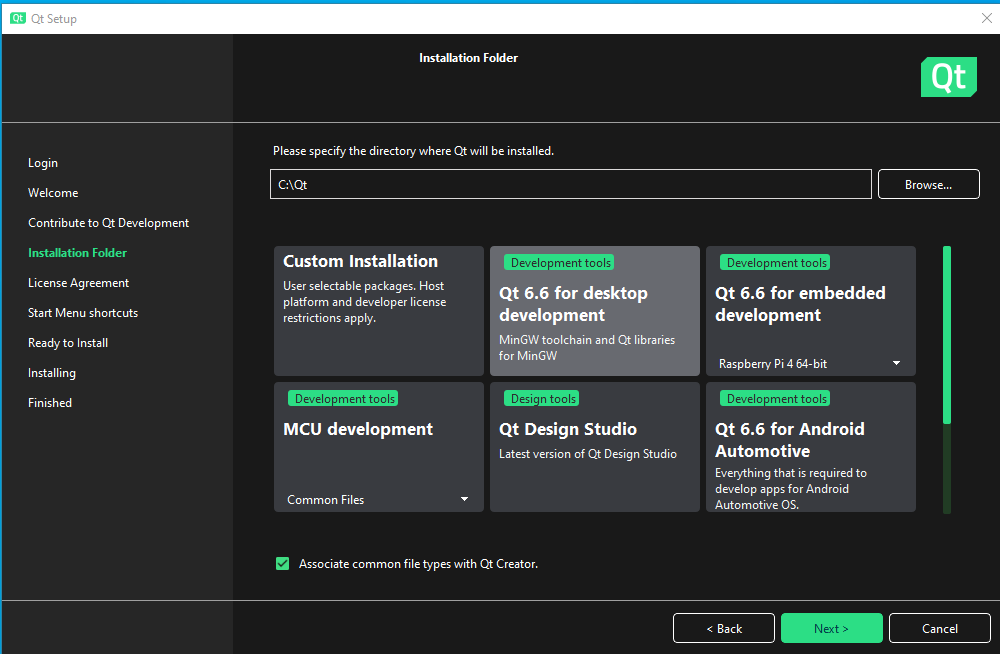 Qt Qt Setup
Installation Folder
Qt
Login
Welcome
Contribute to Qt Development
Installation Folder
License Agreement
Start Menu shortcuts
Ready to Install
Installing
Finished
Please specify the directory where Qt will be installed.
C:\Qt
Browse...
Custom Installation
User selectable packages. Host
platform and developer license
restrictions apply.
Development tools
Qt 6.6 for desktop
development
MinGW toolchain and Qt libraries
for MinGW
Development tools
Qt 6.6 for embedded
development
Raspberry Pi 4 64-bit
Development tools
MCU development
Common Files
Design tools
Qt Design Studio
Latest version of Qt Design Studio
Development tools
Qt 6.6 for Android
Automotive
Everything that is required to
develop apps for Android
Automotive OS.
Associate common file types with Qt Creator.
< Back
Next >
Cancel